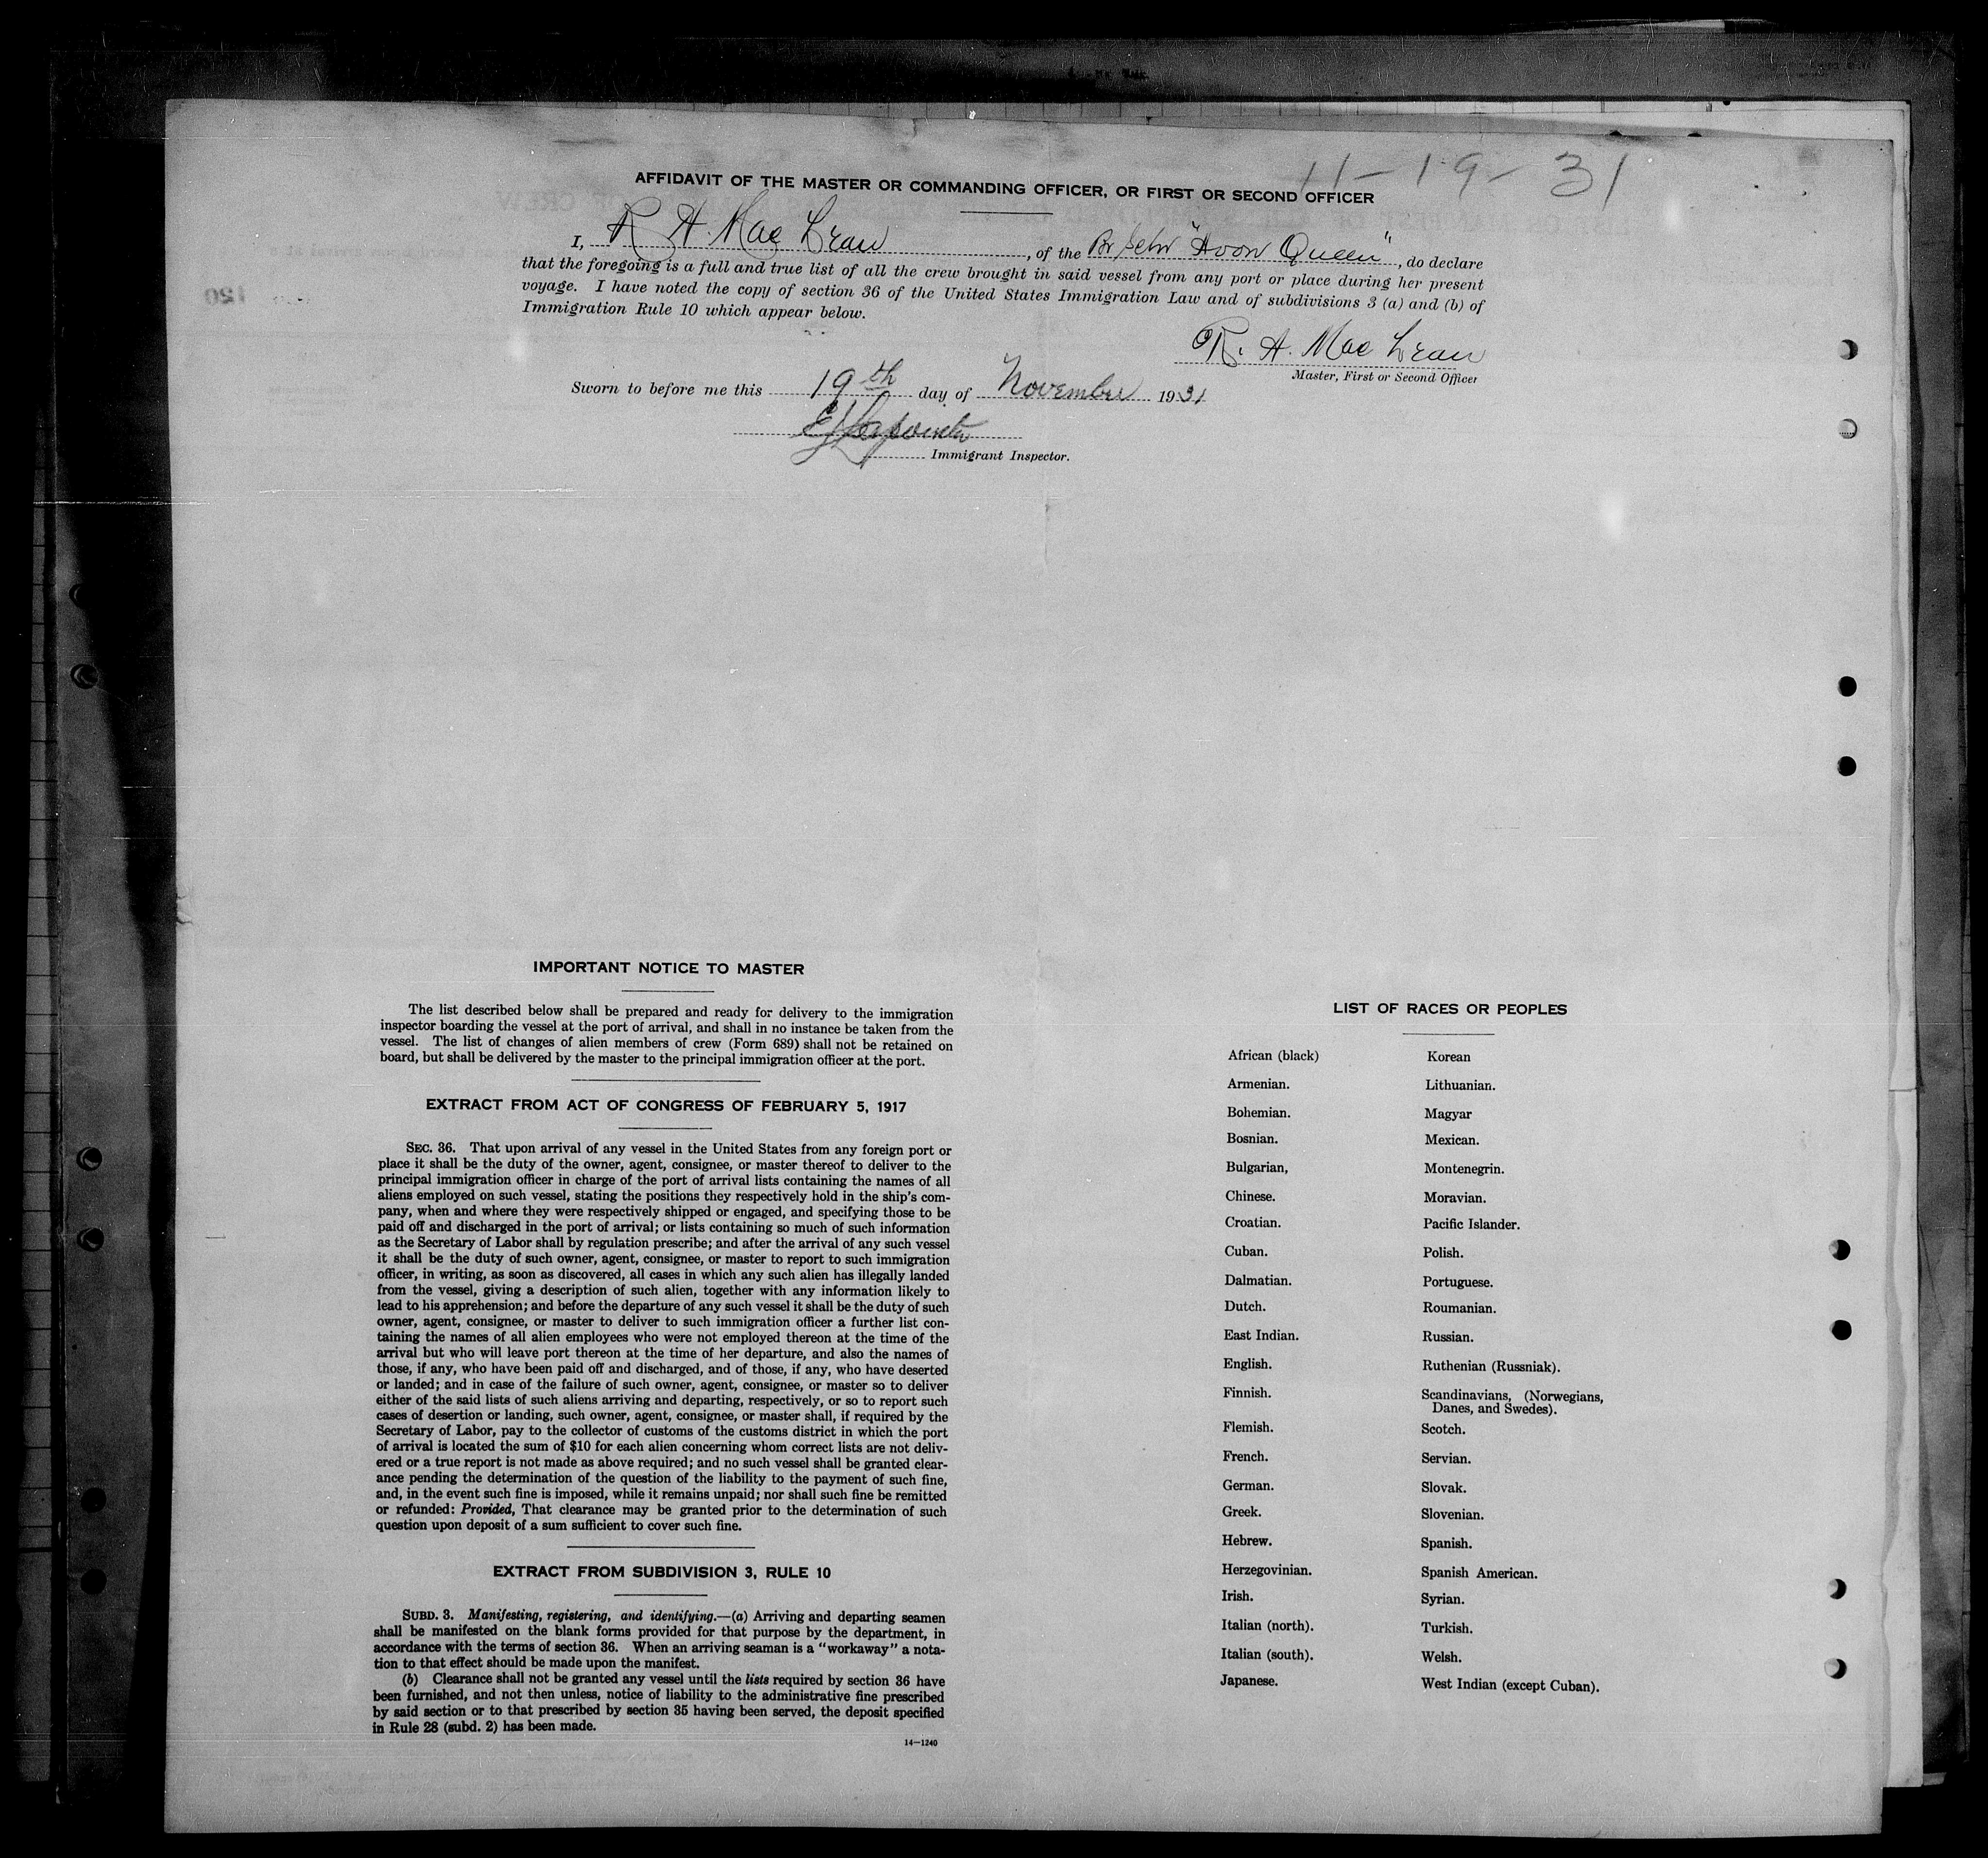 11-19-31
AFFIDAVIT OF THE MASTER OR COMMANDING OFFICER, OR FIRST OR SECOND OFFICER
I, R A. Mac Lean, of the Br Schr "Avon Queen", do declare
that the foregoing is a full and true list of all the crew brought in said vessel from any port or place during her present
voyage. I have noted the copy of section 36 of the United States Immigration Law and of subdivisions 3 (a) and (b) of
Immigration Rule 10 which appear below.
R. A. Mac Lean
Master, First or Second Officer
Sworn to before me this 19th day of November 1931
Immigrant Inspector.
IMPORTANT NOTICE TO MASTER
The list described below shall be prepared and ready for delivery to the immigration
inspector boarding the vessel at the port of arrival, and shall in no instance be taken from the
vessel. The list of changes of alien members of crew (Form 689) shall not be retained on
board, but shall be delivered by the master to the principal immigration officer at the port.
EXTRACT FROM ACT OF CONGRESS OF FEBRUARY 5, 1917
SEC. 36. That upon arrival of any vessel in the United States from any foreign port or
place it shall be the duty of the owner, agent, consignee, or master thereof to deliver to the
principal immigration officer in charge of the port of arrival lists containing the names of all
aliens employed on such vessel, stating the positions they respectively hold in the ship's com-
pany, when and where they were respectively shipped or engaged, and specifying those to be
paid off and discharged in the port of arrival; or lists containing so much of such information
as the Secretary of Labor shall by regulation prescribe; and after the arrival of any such vessel
it shall be the duty of such owner, agent, consignee, or master to report to such immigration
officer, in writing, as soon as discovered, all cases in which any such alien has illegally landed
from the vessel, giving a description of such alien, together with any information likely to
lead to his apprehension; and before the departure of any such vessel it shall be the duty of such
owner, agent, consignee, or master to deliver to such immigration officer a further list con-
taining the names of all alien employees who were not employed thereon at the time of the
arrival but who will leave port thereon at the time of her departure, and also the names of
those, if any, who have been paid off and discharged, and of those, if any, who have deserted
or landed; and in case of the failure of such owner, agent, consignee, or master so to deliver
either of the said lists of such aliens arriving and departing, respectively, or so to report such
cases of desertion or landing, such owner, agent, consignee, or master shall, if required by the
Secretary of Labor, pay to the collector of customs of the customs district in which the port
of arrival is located the sum of $10 for each alien concerning whom correct lists are not deliv-
ered or a true report is not made as above required; and no such vessel shall be granted clear-
ance pending the determination of the question of the liability to the payment of such fine,
and, in the event such fine is imposed, while it remains unpaid; nor shall such fine be remitted
or refunded: Provided, That clearance may be granted prior to the determination of such
question upon deposit of a sum sufficient to cover such fine.
EXTRACT FROM SUBDIVISION 3, RULE 10
SUBD. 3. Manifesting, registering, and identifying.—(a) Arriving and departing seamen
shall be manifested on the blank forms provided for that purpose by the department, in
accordance with the terms of section 36. When an arriving seaman is a "workaway" a nota-
tion to that effect should be made upon the manifest.
(b) Clearance shall not be granted any vessel until the lists required by section 36 have
been furnished, and not then unless, notice of liability to the administrative fine prescribed
by said section or to that prescribed by section 35 having been served, the deposit specified
in Rule 28 (subd. 2) has been made.
14—1240
LIST OF RACES OR PEOPLES
African (black)
Armenian.
Bohemian.
Bosnian.
Bulgarian,
Chinese.
Croatian.
Cuban.
Dalmatian.
Dutch.
East Indian.
English.
Finnish.
Flemish.
French.
German.
Greek.
Hebrew.
Herzegovinian.
Irish.
Italian (north).
Italian (south).
Japanese.
Korean
Lithuanian.
Magyar
Mexican.
Montenegrin.
Moravian.
Pacific Islander.
Polish.
Portuguese.
Roumanian.
Russian.
Ruthenian (Russniak).
Scandinavians, (Norwegians,
Danes, and Swedes).
Scotch.
Servian.
Slovak.
Slovenian.
Spanish.
Spanish American.
Syrian.
Turkish.
Welsh.
West Indian (except Cuban).